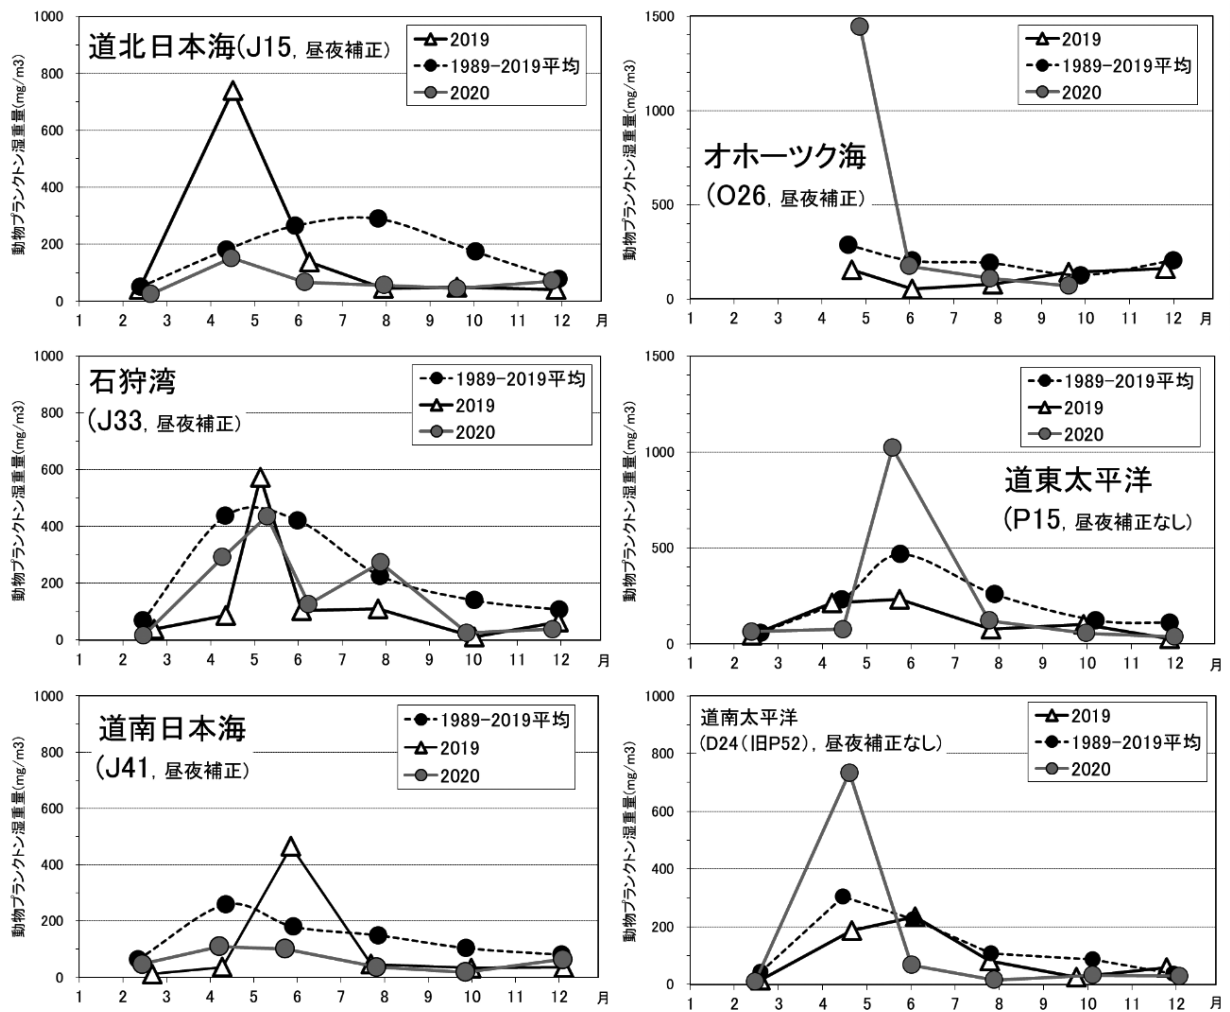 動物プランクトン湿重量(mg/m3)
1000
800
600
400
200
0
道北日本海(J15, 昼夜補正)
2019
1989-2019平均
2020
1 2 3 4 5 6 7 8 9 10 11 12 月
動物プランクトン湿重量(mg/m3)
1500
1000
500
0
オホーツク海
(O26, 昼夜補正)
2019
1989-2019平均
2020
1 2 3 4 5 6 7 8 9 10 11 12 月
動物プランクトン湿重量(mg/m3)
1000
800
600
400
200
0
石狩湾
(J33, 昼夜補正)
1989-2019平均
2019
2020
1 2 3 4 5 6 7 8 9 10 11 12 月
動物プランクトン湿重量(mg/m3)
1500
1000
500
0
1989-2019平均
2019
2020
道東太平洋
(P15, 昼夜補正なし)
1 2 3 4 5 6 7 8 9 10 11 12 月
動物プランクトン湿重量(mg/m3)
1000
800
600
400
200
0
道南日本海
(J41, 昼夜補正)
1989-2019平均
2019
2020
1 2 3 4 5 6 7 8 9 10 11 12 月
動物プランクトン湿重量(mg/m3)
1000
800
600
400
200
0
道南太平洋
(D24(旧P52), 昼夜補正なし)
2019
1989-2019平均
2020
1 2 3 4 5 6 7 8 9 10 11 12 月